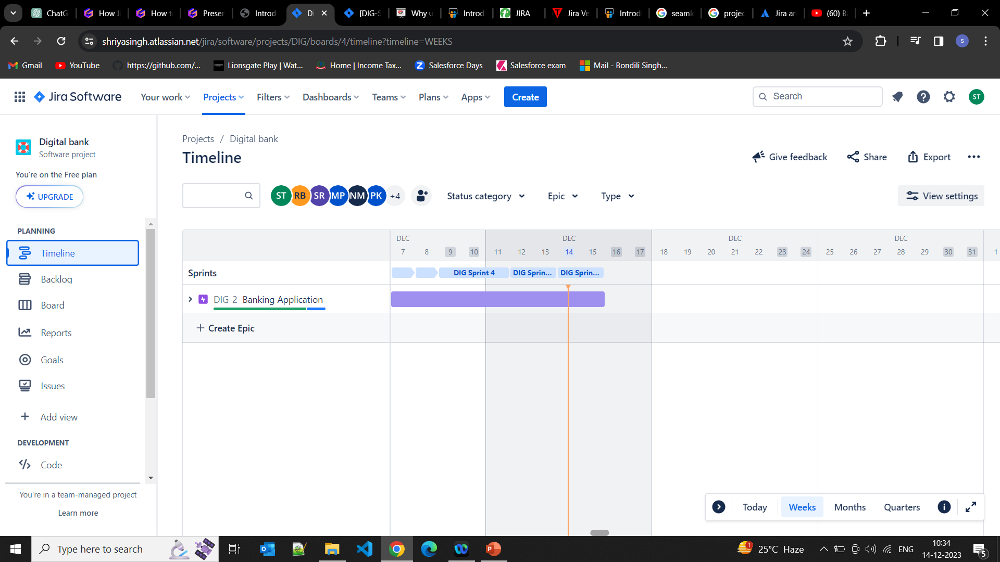 ChatG
How Ji
How to
Presen
Introd
Di
[DIG-5
Why u
Introd
JIRA
Jira Ve
Introd
seaml
projec
Jira an
(60) Ba
shriyasingh.atlassian.net/jira/software/projects/DIG/boards/4/timeline?timeline=WEEKS
S
Gmail
YouTube
https://github.com/...
Lionsgate Play | Wat...
Home | Income Tax...
Salesforce Days
Salesforce exam
Mail - Bondili Singh...
Jira Software
Your work
Projects
Filters
Dashboards
Teams
Plans
Apps
Create
Search
ST
Digital bank
Software project
You're on the Free plan
UPGRADE
PLANNING
Timeline
Backlog
Board
Reports
Goals
Issues
Add view
DEVELOPMENT
Code
You're in a team-managed project
Learn more
Projects / Digital bank
Timeline
Give feedback
Share
Export
ST RB SR MP NM PK +4
Status category
Epic
Type
View settings
DEC DEC DEC DEC
7 8 9 10 11 12 13 14 15 16 17 18 19 20 21 22 23 24 25 26 27 28 29 30 31 1
Sprints
DIG Sprint 4
DIG Sprin...
DIG Sprin...
DIG-2 Banking Application
+ Create Epic
Today
Weeks
Months
Quarters
Type here to search
1
25°C Haze
ENG
10:34
14-12-2023
5